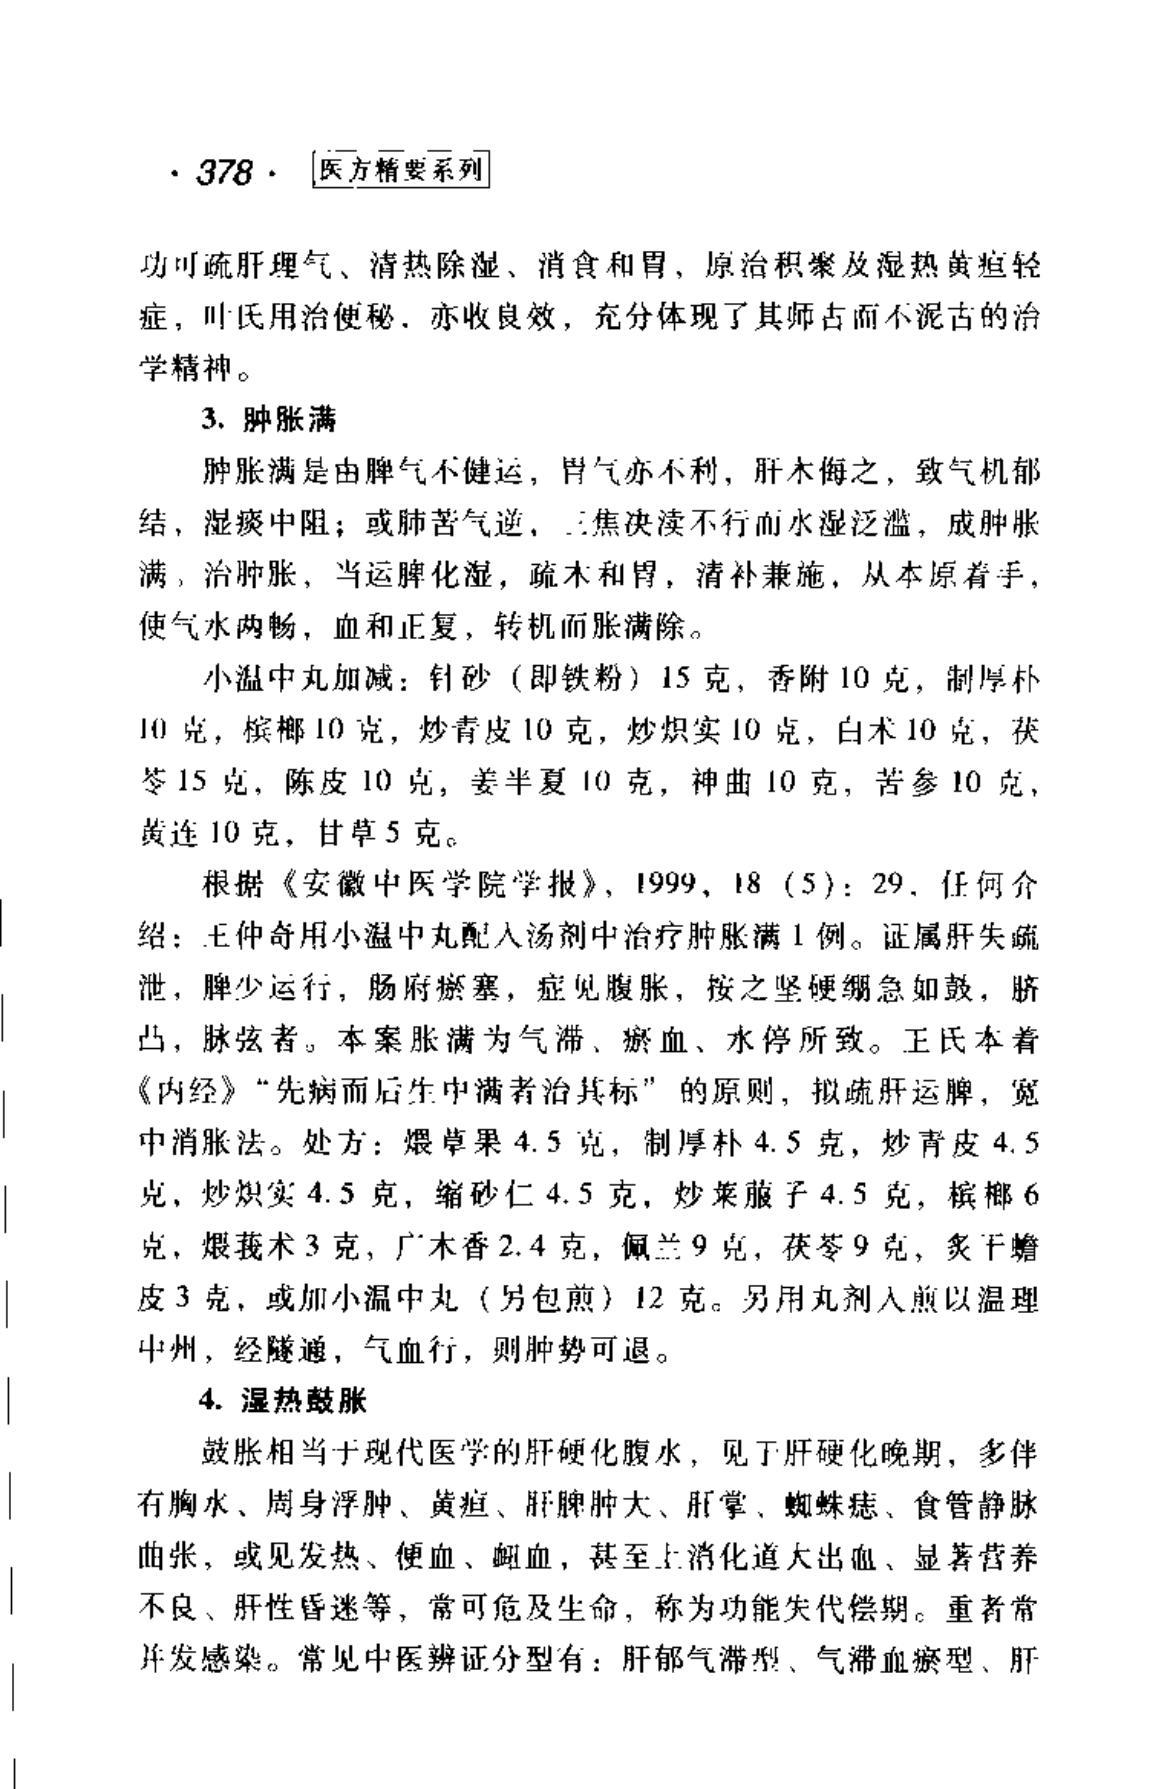 · 378 · 医方精要系列
功可疏肝理气、清热除湿、消食和胃，原治积聚及湿热黄疸轻
症，叶氏用治便秘，亦收良效，充分体现了其师古而不泥古的治
学精神。
3. 肿胀满
肿胀满是由脾气不健运，胃气亦不利，肝木侮之，致气机郁
结，湿痰中阻；或肺苦气逆，三焦决渎不行而水湿泛滥，成肿胀
满。治肿胀，当运脾化湿，疏木和胃，清补兼施，从本原着手，
使气水两畅，血和正复，转机而胀满除。
小温中丸加减：针砂（即铁粉）15 克，香附 10 克，制厚朴
10 克，槟榔 10 克，炒青皮 10 克，炒枳实 10 克，白术 10 克，茯
苓 15 克，陈皮 10 克，姜半夏 10 克，神曲 10 克，苦参 10 克，
黄连 10 克，甘草 5 克。
根据《安徽中医学院学报》，1999，18（5）：29．任何介
绍：王仲奇用小温中丸配入汤剂中治疗肿胀满 1 例。证属肝失疏
泄，脾少运行，肠府瘀塞，症见腹胀，按之坚硬绷急如鼓，脐
凸，脉弦者。本案胀满为气滞、瘀血、水停所致。王氏本着
《内经》“先病而后生中满者治其标”的原则，拟疏肝运脾，宽
中消胀法。处方：煨草果 4.5 克，制厚朴 4.5 克，炒青皮 4.5
克，炒枳实 4.5 克，缩砂仁 4.5 克，炒莱菔子 4.5 克，槟榔 6
克，煨莪术 3 克，广木香 2.4 克，佩兰 9 克，茯苓 9 克，炙干蟾
皮 3 克，或加小温中丸（另包煎）12 克。另用丸剂入煎以温理
中州，经隧通，气血行，则肿势可退。
4. 湿热鼓胀
鼓胀相当于现代医学的肝硬化腹水，见于肝硬化晚期，多伴
有胸水、周身浮肿、黄疸、肝脾肿大、肝掌、蜘蛛痣、食管静脉
曲张，或见发热、便血、衄血，甚至上消化道大出血、显著营养
不良、肝性昏迷等，常可危及生命，称为功能失代偿期。重者常
并发感染。常见中医辨证分型有：肝郁气滞型、气滞血瘀型、肝